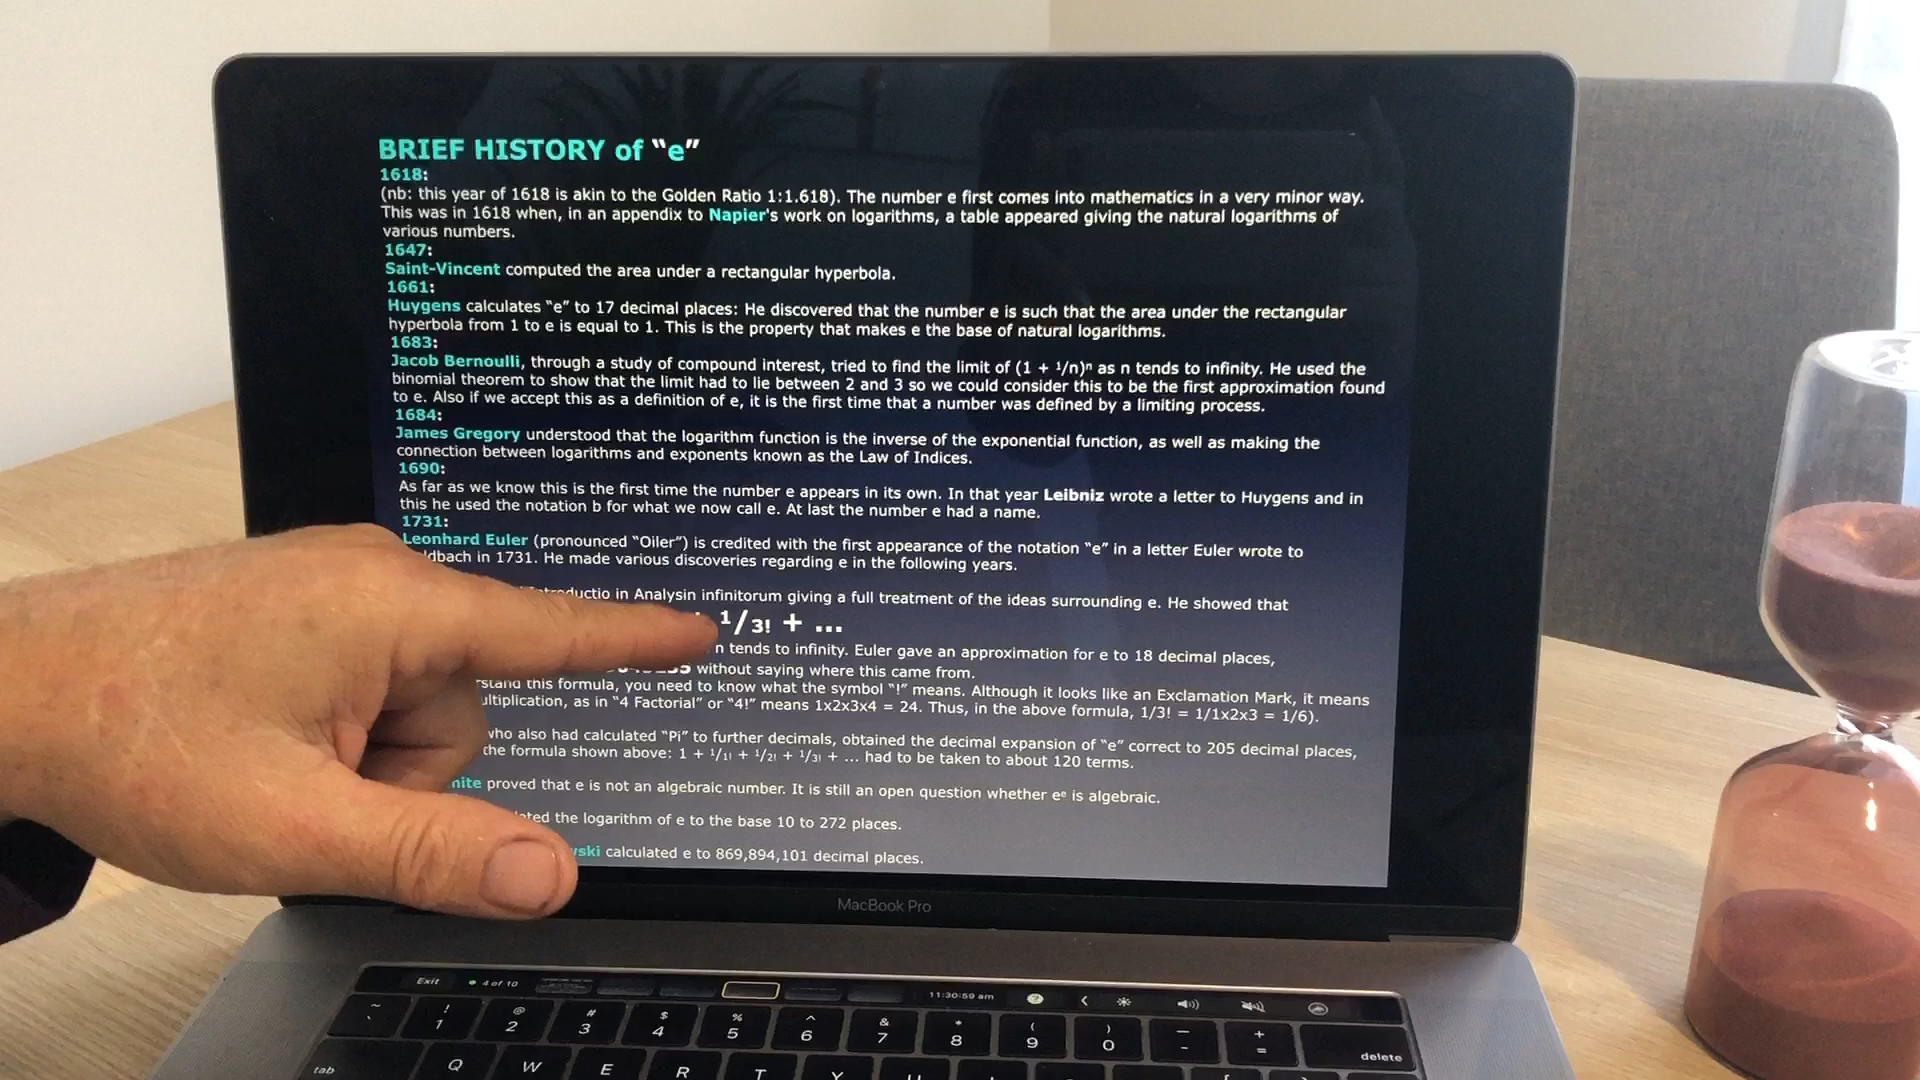 BRIEF HISTORY of “e”
1618:
(nb: this year of 1618 is akin to the Golden Ratio 1:1.618). The number e first comes into mathematics in a very minor way.
This was in 1618 when, in an appendix to Napier's work on logarithms, a table appeared giving the natural logarithms of
various numbers.
1647:
Saint-Vincent computed the area under a rectangular hyperbola.
1661:
Huygens calculates “e” to 17 decimal places: He discovered that the number e is such that the area under the rectangular
hyperbola from 1 to e is equal to 1. This is the property that makes e the base of natural logarithms.
1683:
Jacob Bernoulli, through a study of compound interest, tried to find the limit of (1 + ¹/n)ⁿ as n tends to infinity. He used the
binomial theorem to show that the limit had to lie between 2 and 3 so we could consider this to be the first approximation found
to e. Also if we accept this as a definition of e, it is the first time that a number was defined by a limiting process.
1684:
James Gregory understood that the logarithm function is the inverse of the exponential function, as well as making the
connection between logarithms and exponents known as the Law of Indices.
1690:
As far as we know this is the first time the number e appears in its own. In that year Leibniz wrote a letter to Huygens and in
this he used the notation b for what we now call e. At last the number e had a name.
1731:
Leonhard Euler (pronounced “Oiler”) is credited with the first appearance of the notation “e” in a letter Euler wrote to
dbach in 1731. He made various discoveries regarding e in the following years.
in Analysin infinitorum giving a full treatment of the ideas surrounding e. He showed that
¹/3! + ...
n tends to infinity. Euler gave an approximation for e to 18 decimal places,
without saying where this came from.
this formula, you need to know what the symbol “!” means. Although it looks like an Exclamation Mark, it means
ultiplication, as in “4 Factorial” or “4!” means 1x2x3x4 = 24. Thus, in the above formula, 1/3! = 1/1x2x3 = 1/6).
who also had calculated “Pi” to further decimals, obtained the decimal expansion of “e” correct to 205 decimal places,
the formula shown above: 1 + ¹/1! + ¹/2! + ¹/3! + ... had to be taken to about 120 terms.
mite proved that e is not an algebraic number. It is still an open question whether eᵉ is algebraic.
the logarithm of e to the base 10 to 272 places.
ski calculated e to 869,894,101 decimal places.
MacBook Pro
Exit 4 of 10 11:30:59 am
~ ! @ # $ % ^ & * ( ) _ +
` 1 2 3 4 5 6 7 8 9 0 - = delete
tab Q W E R T Y U I